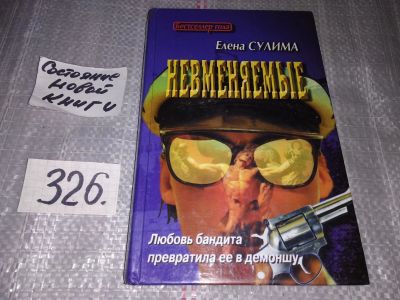 Состояние
новой
книги
326.
Бестселлер года
Елена СУЛИМА
НЕВМЕНЯЕМЫЕ
Любовь бандита
превратила ее в демоншу